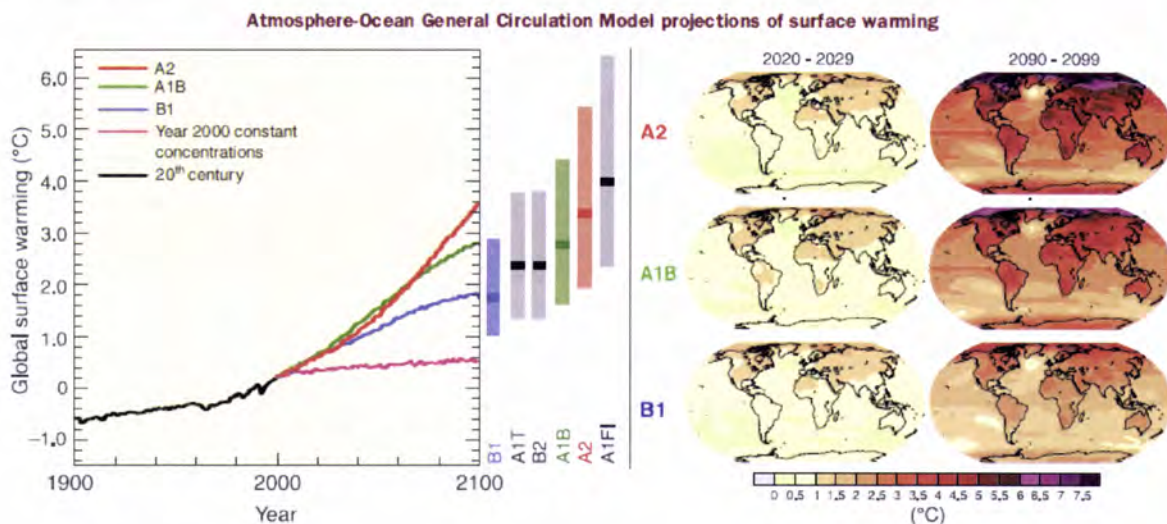 Atmosphere-Ocean General Circulation Model projections of surface warming
Global surface warming (°C)
6.0
5.0
4.0
3.0
2.0
1.0
0
−1.0
A2
A1B
B1
Year 2000 constant
concentrations
20th century
1900
2000
2100
Year
B1
A1T
B2
A1B
A2
A1FI
2020 - 2029
2090 - 2099
A2
A1B
B1
0 0,5 1 1,5 2 2,5 3 3,5 4 4,5 5 5,5 6 6,5 7 7,5
(°C)